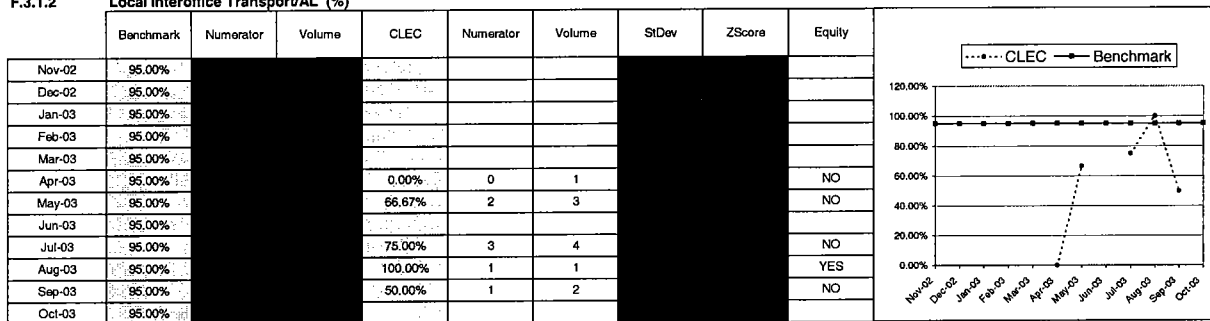 F.3.1.2 Local Interoffice Transport/AL (%)
Benchmark Numerator Volume CLEC Numerator Volume StDev ZScore Equity
Nov-02 95.00%
Dec-02 95.00%
Jan-03 95.00%
Feb-03 95.00%
Mar-03 95.00%
Apr-03 95.00% 0.00% 0 1 NO
May-03 95.00% 66.67% 2 3 NO
Jun-03 95.00%
Jul-03 95.00% 75.00% 3 4 NO
Aug-03 95.00% 100.00% 1 1 YES
Sep-03 95.00% 50.00% 1 2 NO
Oct-03 95.00%
CLEC Benchmark
120.00%
100.00%
80.00%
60.00%
40.00%
20.00%
0.00%
Nov-02 Dec-02 Jan-03 Feb-03 Mar-03 Apr-03 May-03 Jun-03 Jul-03 Aug-03 Sep-03 Oct-03